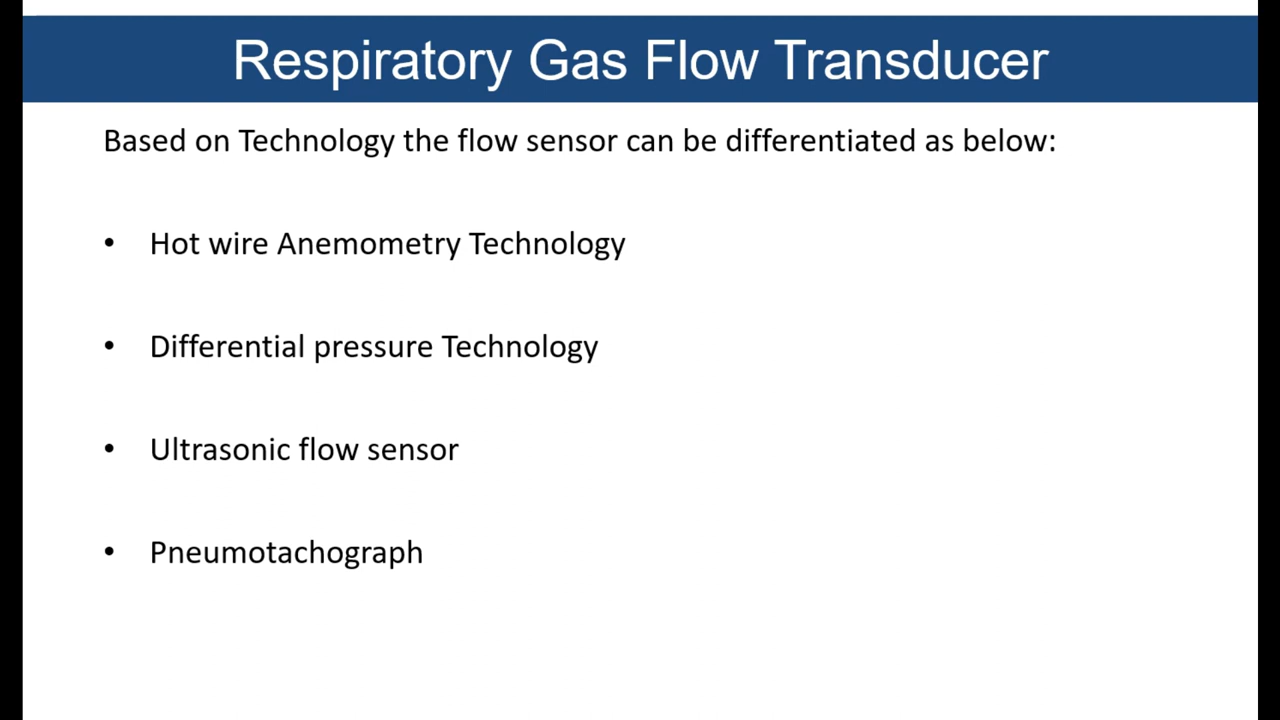 Respiratory Gas Flow Transducer
Based on Technology the flow sensor can be differentiated as below:
• Hot wire Anemometry Technology
• Differential pressure Technology
• Ultrasonic flow sensor
• Pneumotachograph